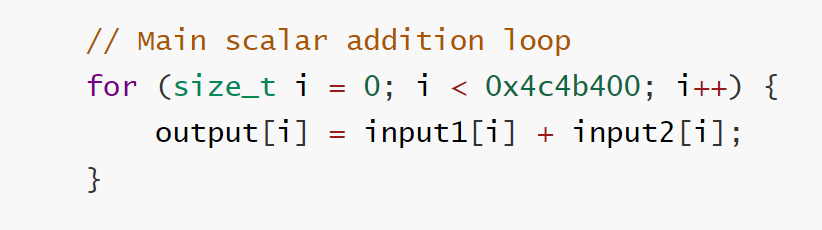 // Main scalar addition loop
for (size_t i = 0; i < 0x4c4b400; i++) {
    output[i] = input1[i] + input2[i];
}